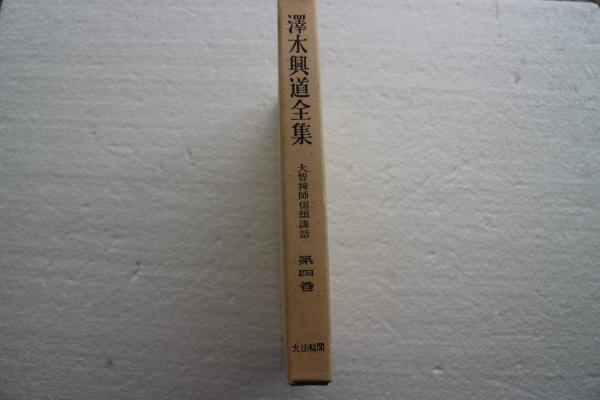 澤木興道全集
大智禅師偈頌講話
第四巻
大法輪閣